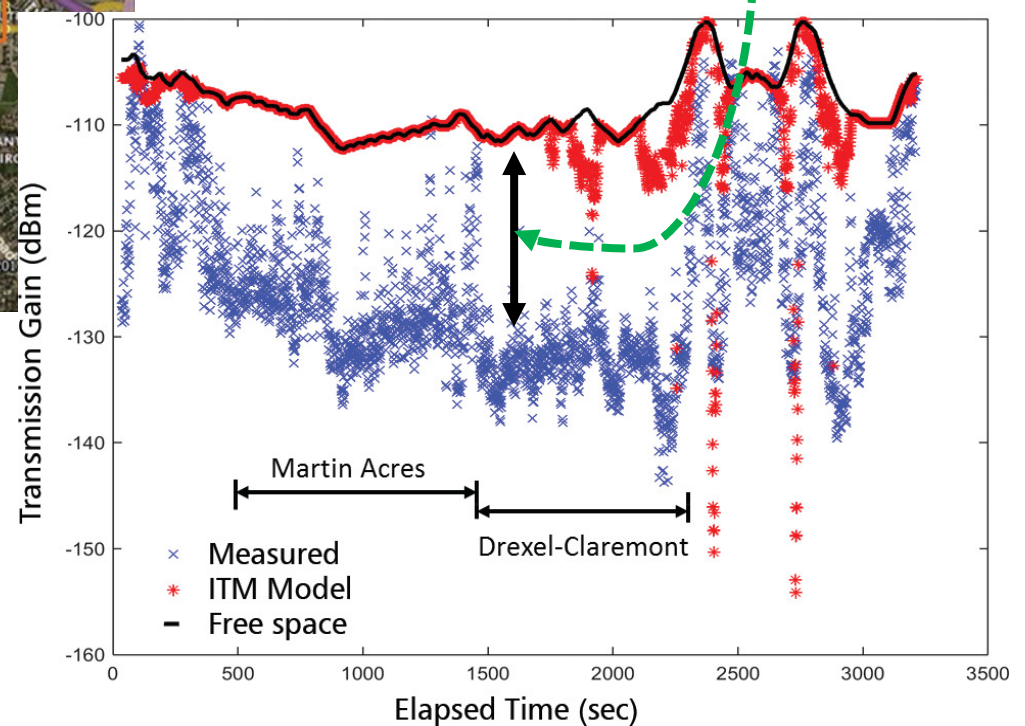 Transmission Gain (dBm)
-100
-110
-120
-130
-140
-150
-160
Martin Acres
Drexel-Claremont
Measured
ITM Model
Free space
0
500
1000
1500
2000
2500
3000
3500
Elapsed Time (sec)